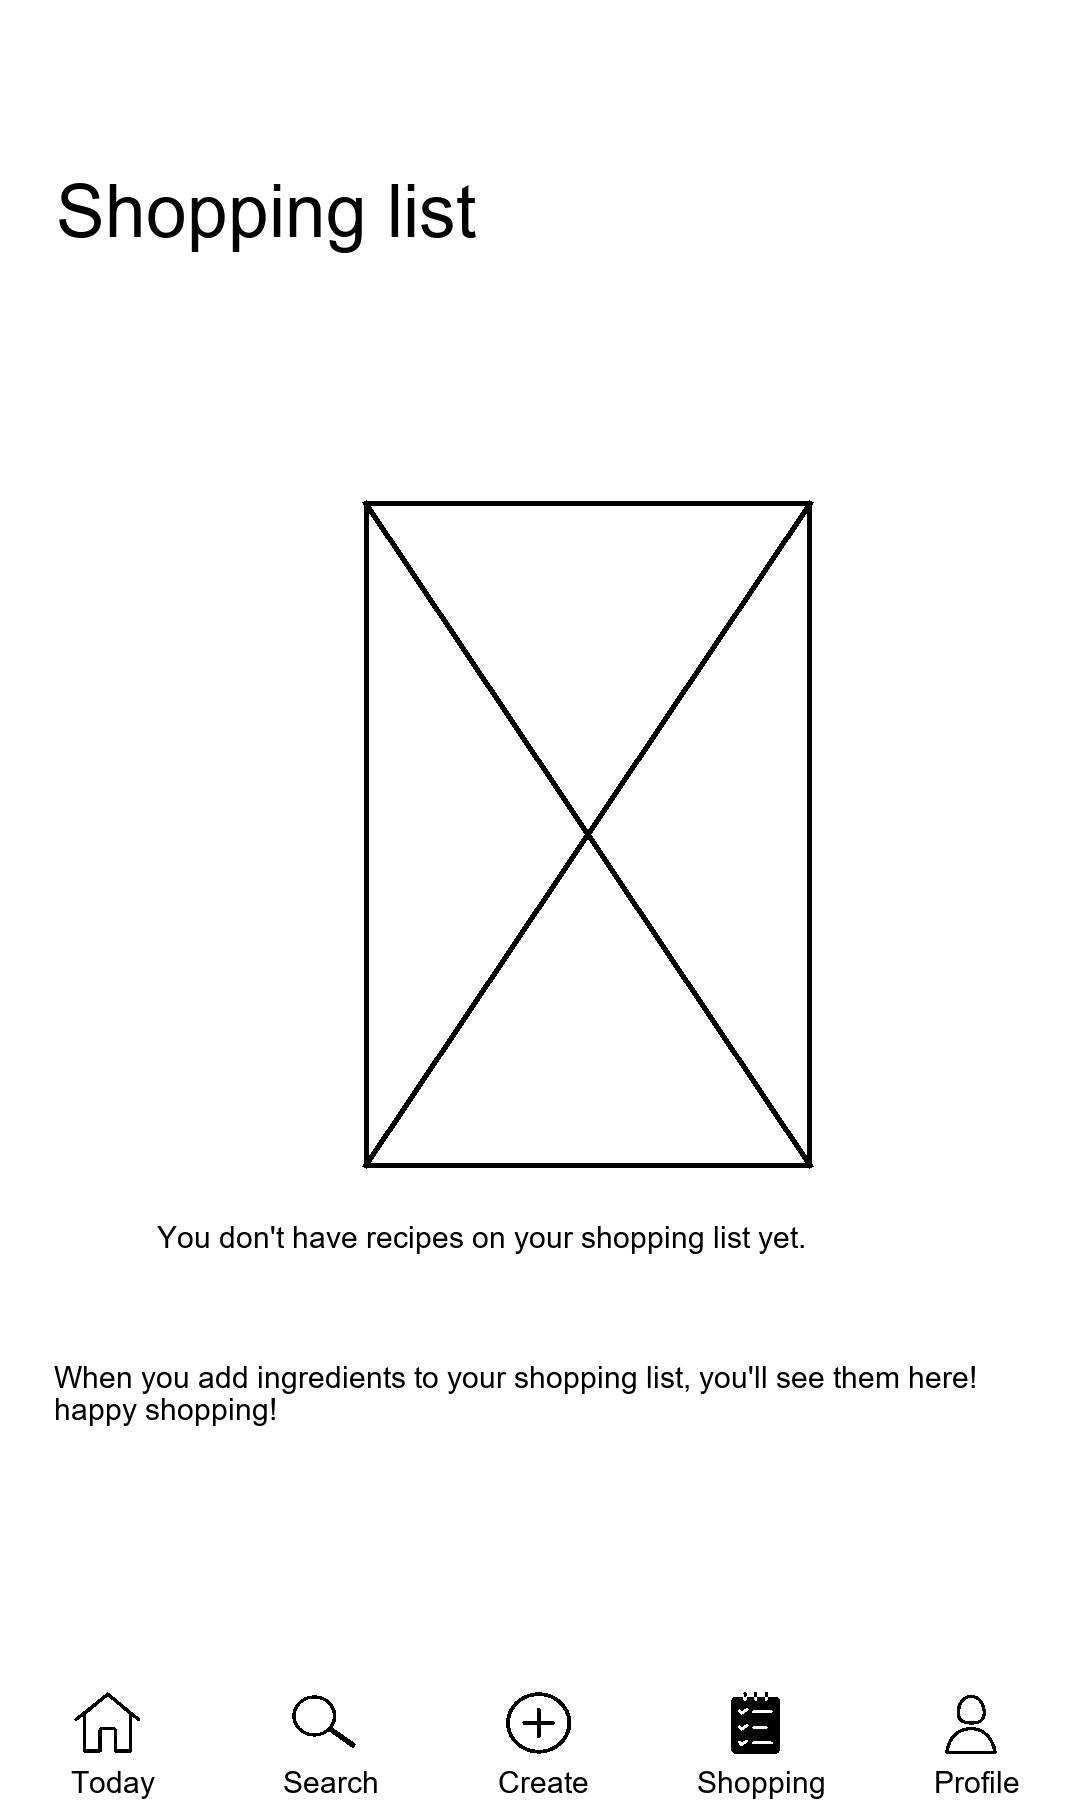 Shopping list
You don't have recipes on your shopping list yet.
When you add ingredients to your shopping list, you'll see them here!
happy shopping!
Today
Search
Create
Shopping
Profile